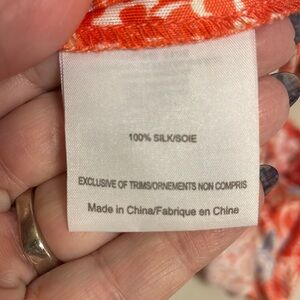 100% SILK/SOIE
EXCLUSIVE OF TRIMS/ORNEMENTS NON COMPRIS
Made in China/Fabrique en Chine